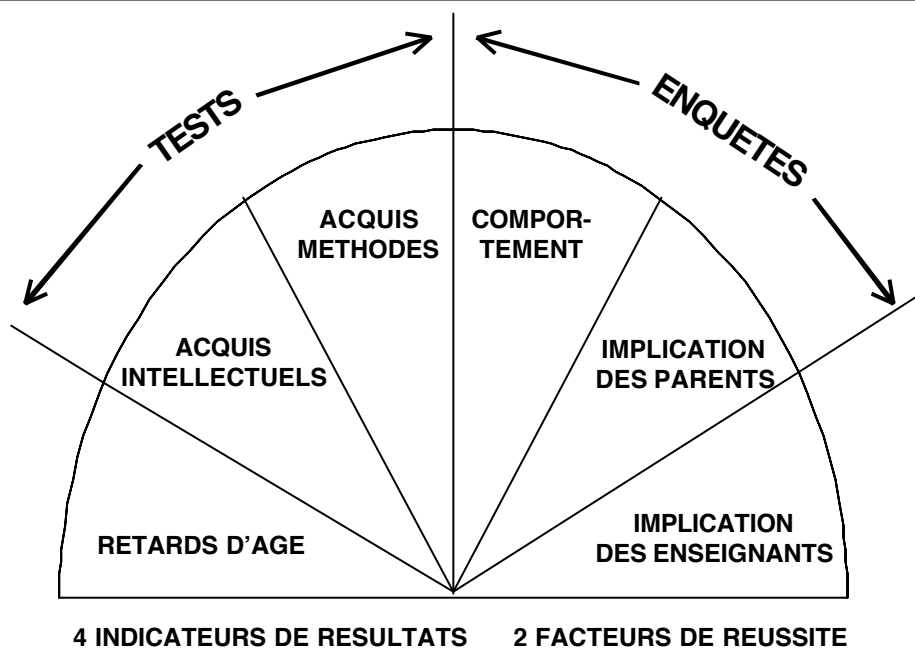 TESTS
ENQUETES
ACQUIS
METHODES
COMPOR-
TEMENT
ACQUIS
INTELLECTUELS
IMPLICATION
DES PARENTS
RETARDS D'AGE
IMPLICATION
DES ENSEIGNANTS
4 INDICATEURS DE RESULTATS
2 FACTEURS DE REUSSITE